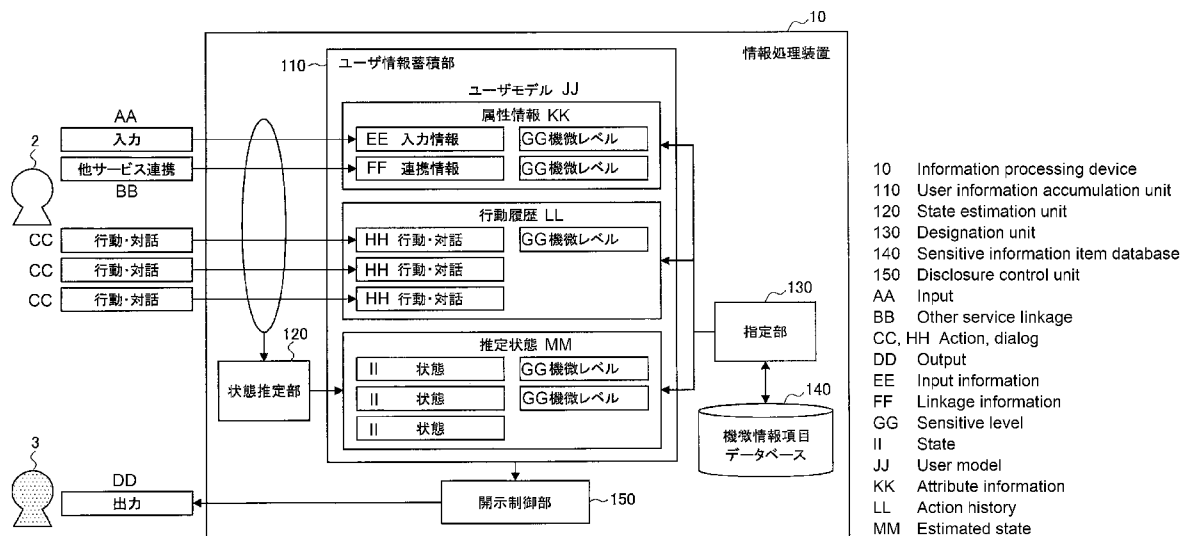 10
情報処理装置
110
ユーザ情報蓄積部
ユーザモデル JJ
属性情報 KK
EE 入力情報
GG機微レベル
FF 連携情報
GG機微レベル
行動履歴 LL
HH 行動・対話
GG機微レベル
HH 行動・対話
HH 行動・対話
推定状態 MM
II 状態
GG機微レベル
II 状態
GG機微レベル
II 状態
AA
入力
2
他サービス連携
BB
CC 行動・対話
CC 行動・対話
CC 行動・対話
120
状態推定部
130
指定部
140
機微情報項目
データベース
3
DD
出力
開示制御部
150
10 Information processing device
110 User information accumulation unit
120 State estimation unit
130 Designation unit
140 Sensitive information item database
150 Disclosure control unit
AA Input
BB Other service linkage
CC, HH Action, dialog
DD Output
EE Input information
FF Linkage information
GG Sensitive level
II State
JJ User model
KK Attribute information
LL Action history
MM Estimated state